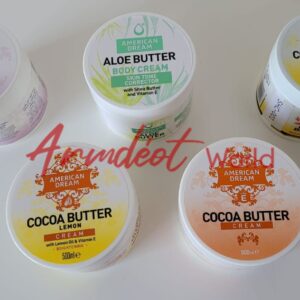 AMERICAN
DREAM
ALOE BUTTER
BODY CREAM
SKIN TONE
CORRECTOR
with Shea Butter
and Vitamin E
Anmdeot World
AMERICAN
DREAM
COCOA BUTTER
LEMON
CREAM
with Lemon Oil & Vitamin E
500ml e
AMERICAN
DREAM
E
COCOA BUTTER
CREAM
500ml e